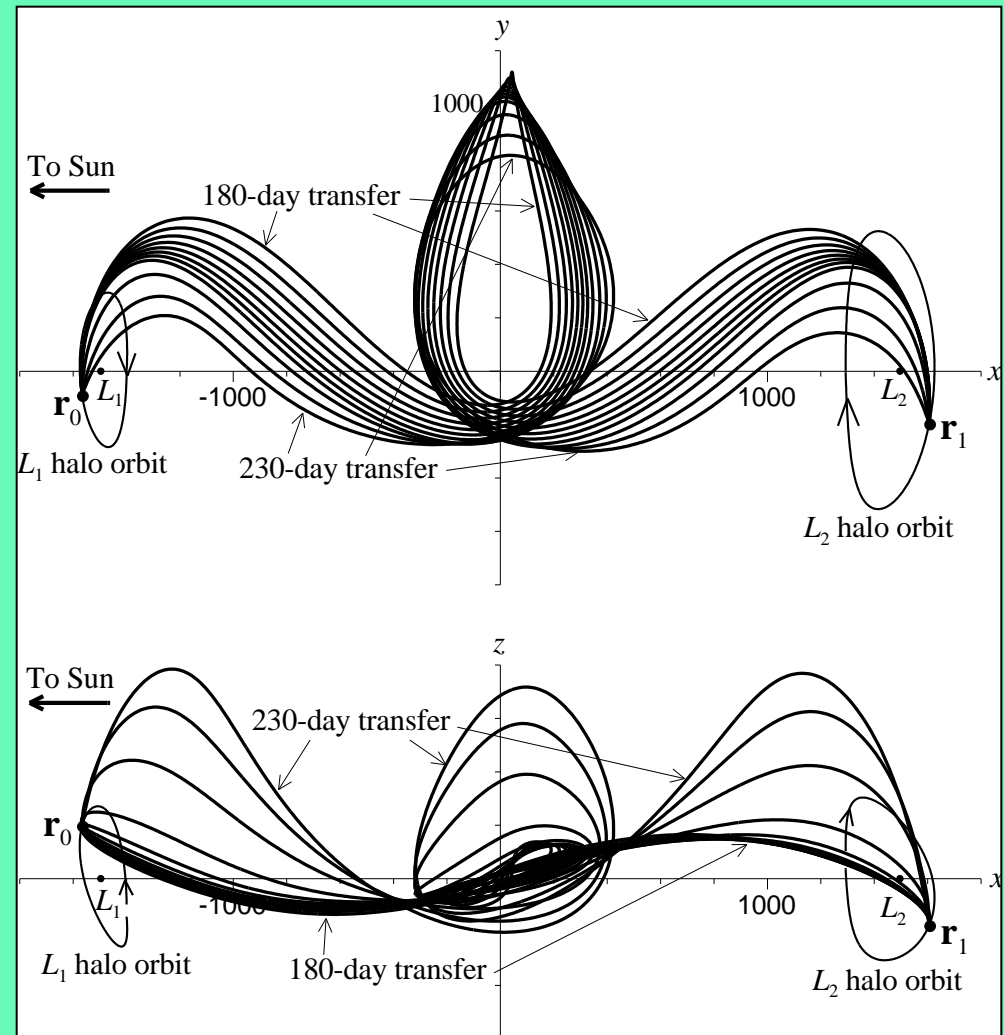 y
1000
To Sun
180-day transfer
x
-1000
1000
L₁
L₂
r₀
r₁
L₁ halo orbit
230-day transfer
L₂ halo orbit
z
To Sun
230-day transfer
r₀
x
L₁
-1000
1000
L₂
r₁
L₁ halo orbit
180-day transfer
L₂ halo orbit